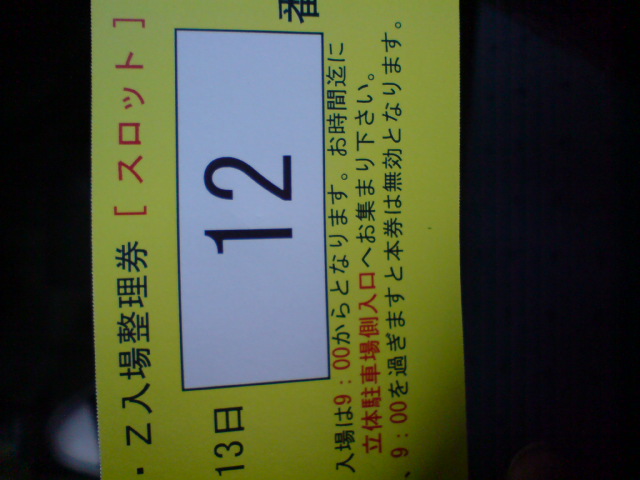 ・Z入場整理券[スロット]
13日
12
番
入場は9：00からとなります。お時間迄に
立体駐車場側入口へお集まり下さい。
、9：00を過ぎますと本券は無効となります。